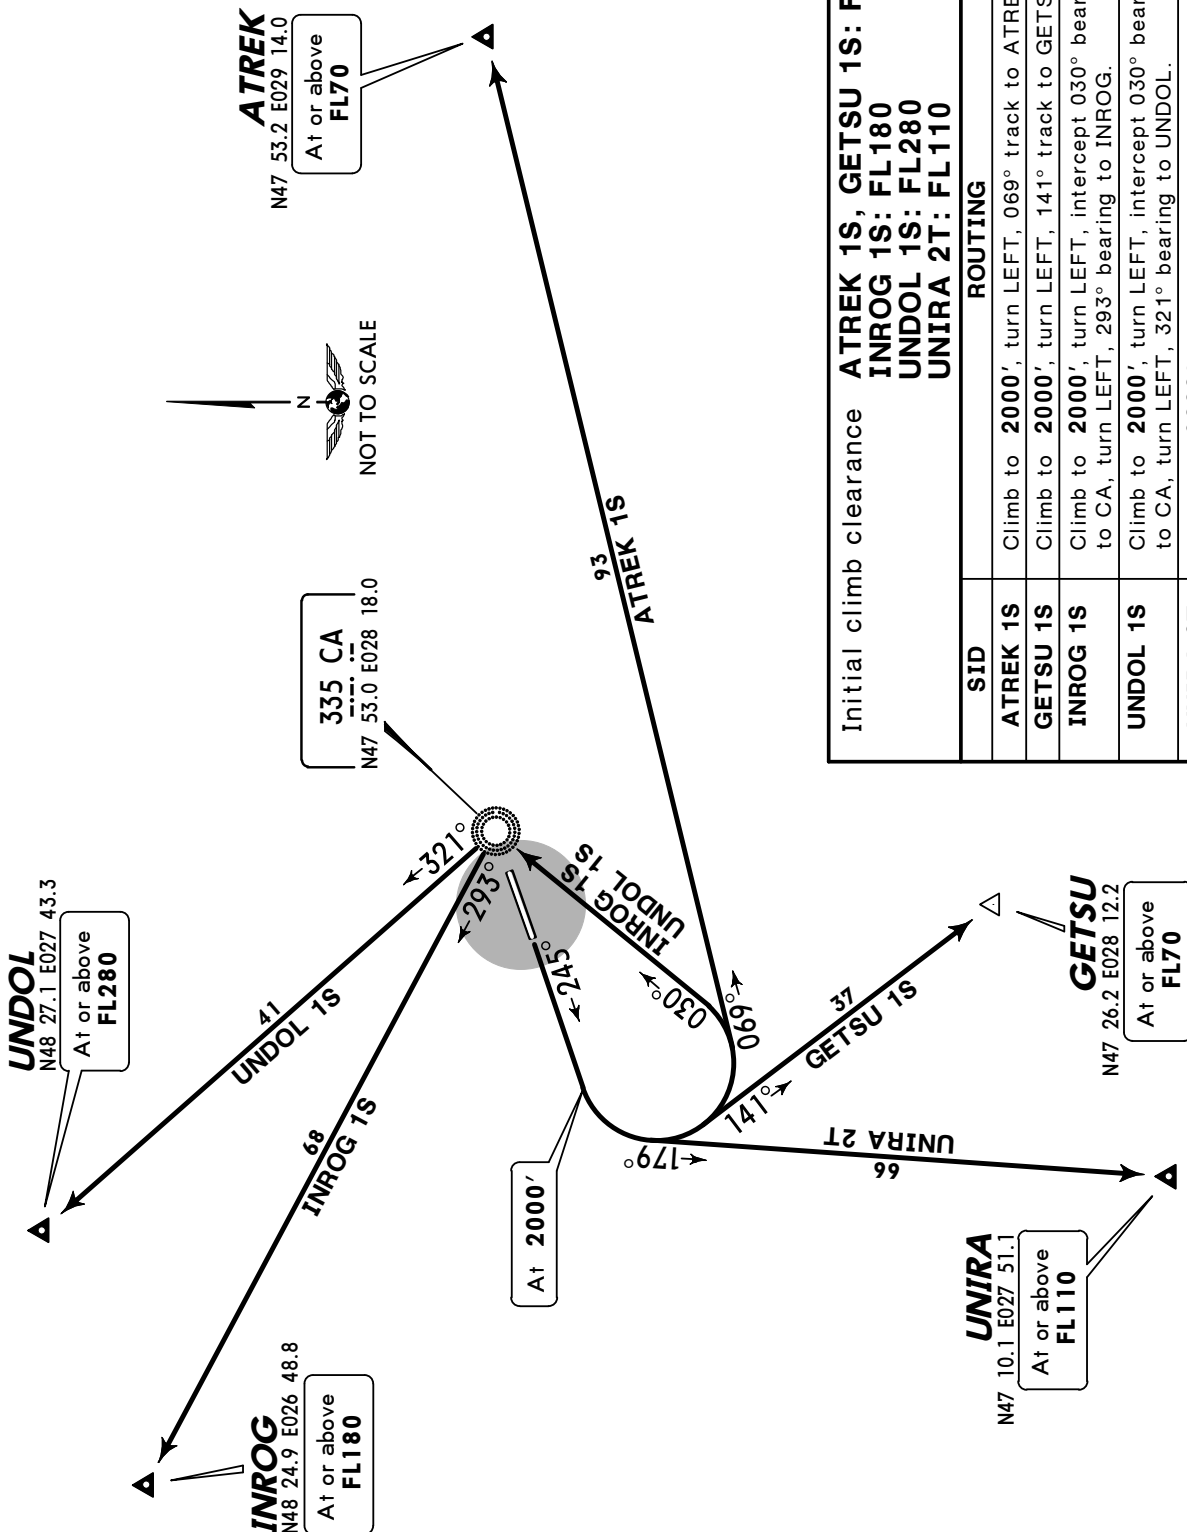 UNDOL
N48 27.1 E027 43.3
At or above
FL280
INROG
N48 24.9 E026 48.8
At or above
FL180
ATREK
N47 53.2 E029 14.0
At or above
FL70
335 CA
N47 53.0 E028 18.0
N
NOT TO SCALE
321°
293°
245°
41
UNDOL 1S
68
INROG 1S
INROG 1S
UNDOL 1S
030°
069°
93
ATREK 1S
At 2000'
141°
37
GETSU 1S
179°
66
UNIRA 2T
UNIRA
N47 10.1 E027 51.1
At or above
FL110
GETSU
N47 26.2 E028 12.2
At or above
FL70
Initial climb clearance ATREK 1S, GETSU 1S:
INROG 1S: FL180
UNDOL 1S: FL280
UNIRA 2T: FL110
SID ROUTING
ATREK 1S Climb to 2000', turn LEFT, 069° track to ATRE
GETSU 1S Climb to 2000', turn LEFT, 141° track to GETS
INROG 1S Climb to 2000', turn LEFT, intercept 030° bear
to CA, turn LEFT, 293° bearing to INROG.
UNDOL 1S Climb to 2000', turn LEFT, intercept 030° bear
to CA, turn LEFT, 321° bearing to UNDOL.